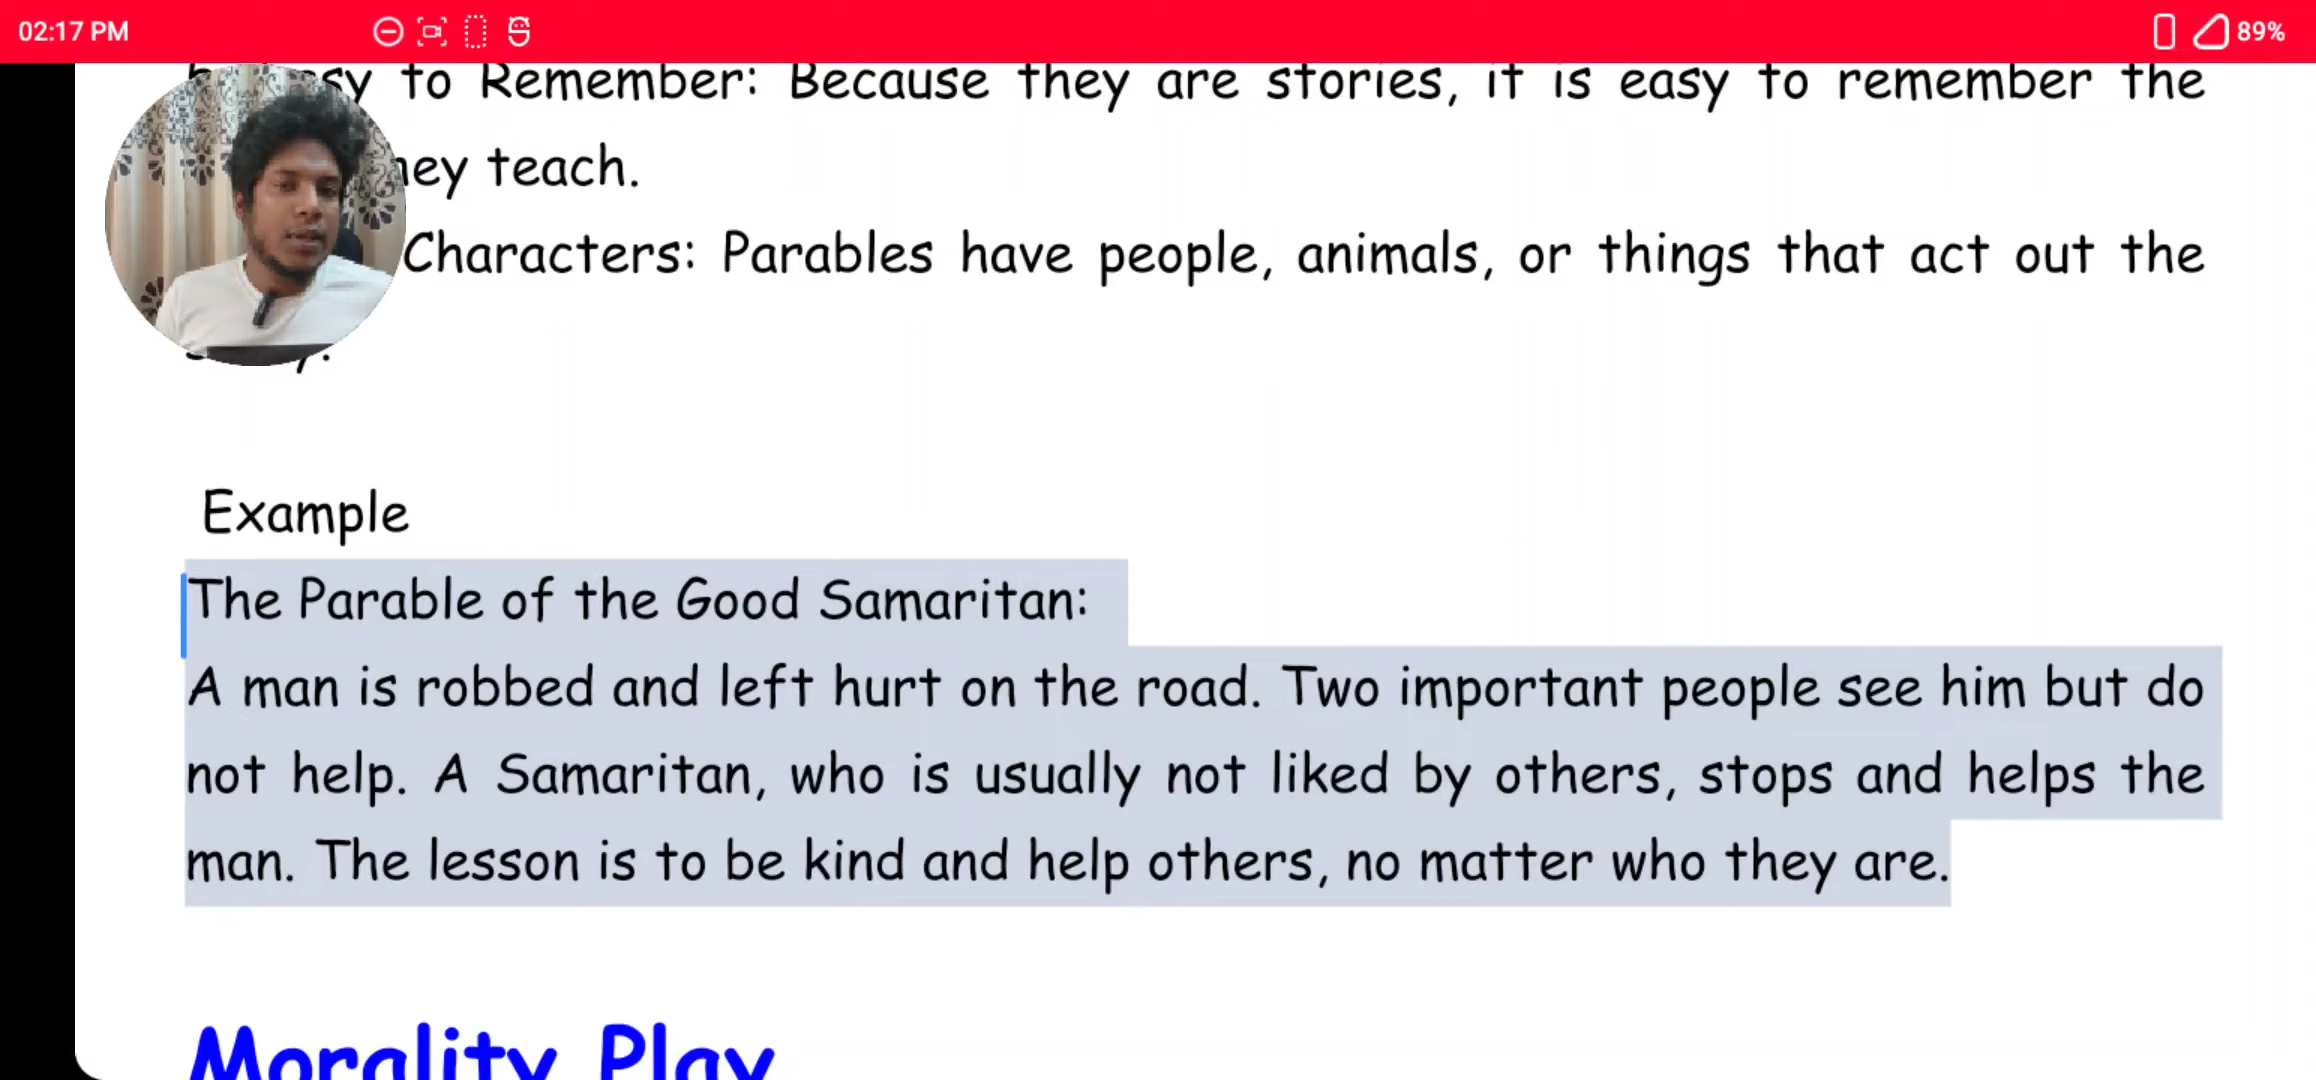 02:17 PM 89%
to Remember: Because they are stories, it is easy to remember the
teach.
Characters: Parables have people, animals, or things that act out the
Example
The Parable of the Good Samaritan:
A man is robbed and left hurt on the road. Two important people see him but do
not help. A Samaritan, who is usually not liked by others, stops and helps the
man. The lesson is to be kind and help others, no matter who they are.
Morality Play